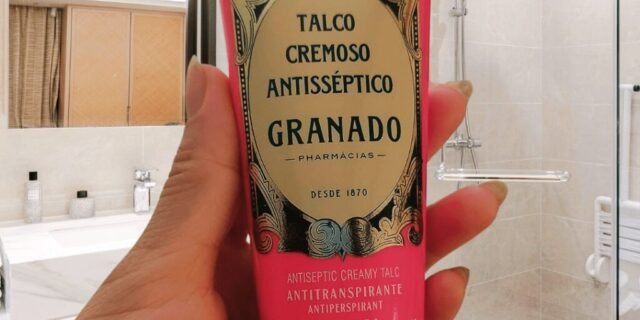 TALCO
CREMOSO
ANTISSÉPTICO
GRANADO
PHARMÁCIAS
DESDE 1870
ANTISEPTIC CREAMY TALC
ANTITRANSPIRANTE
ANTIPERSPIRANT